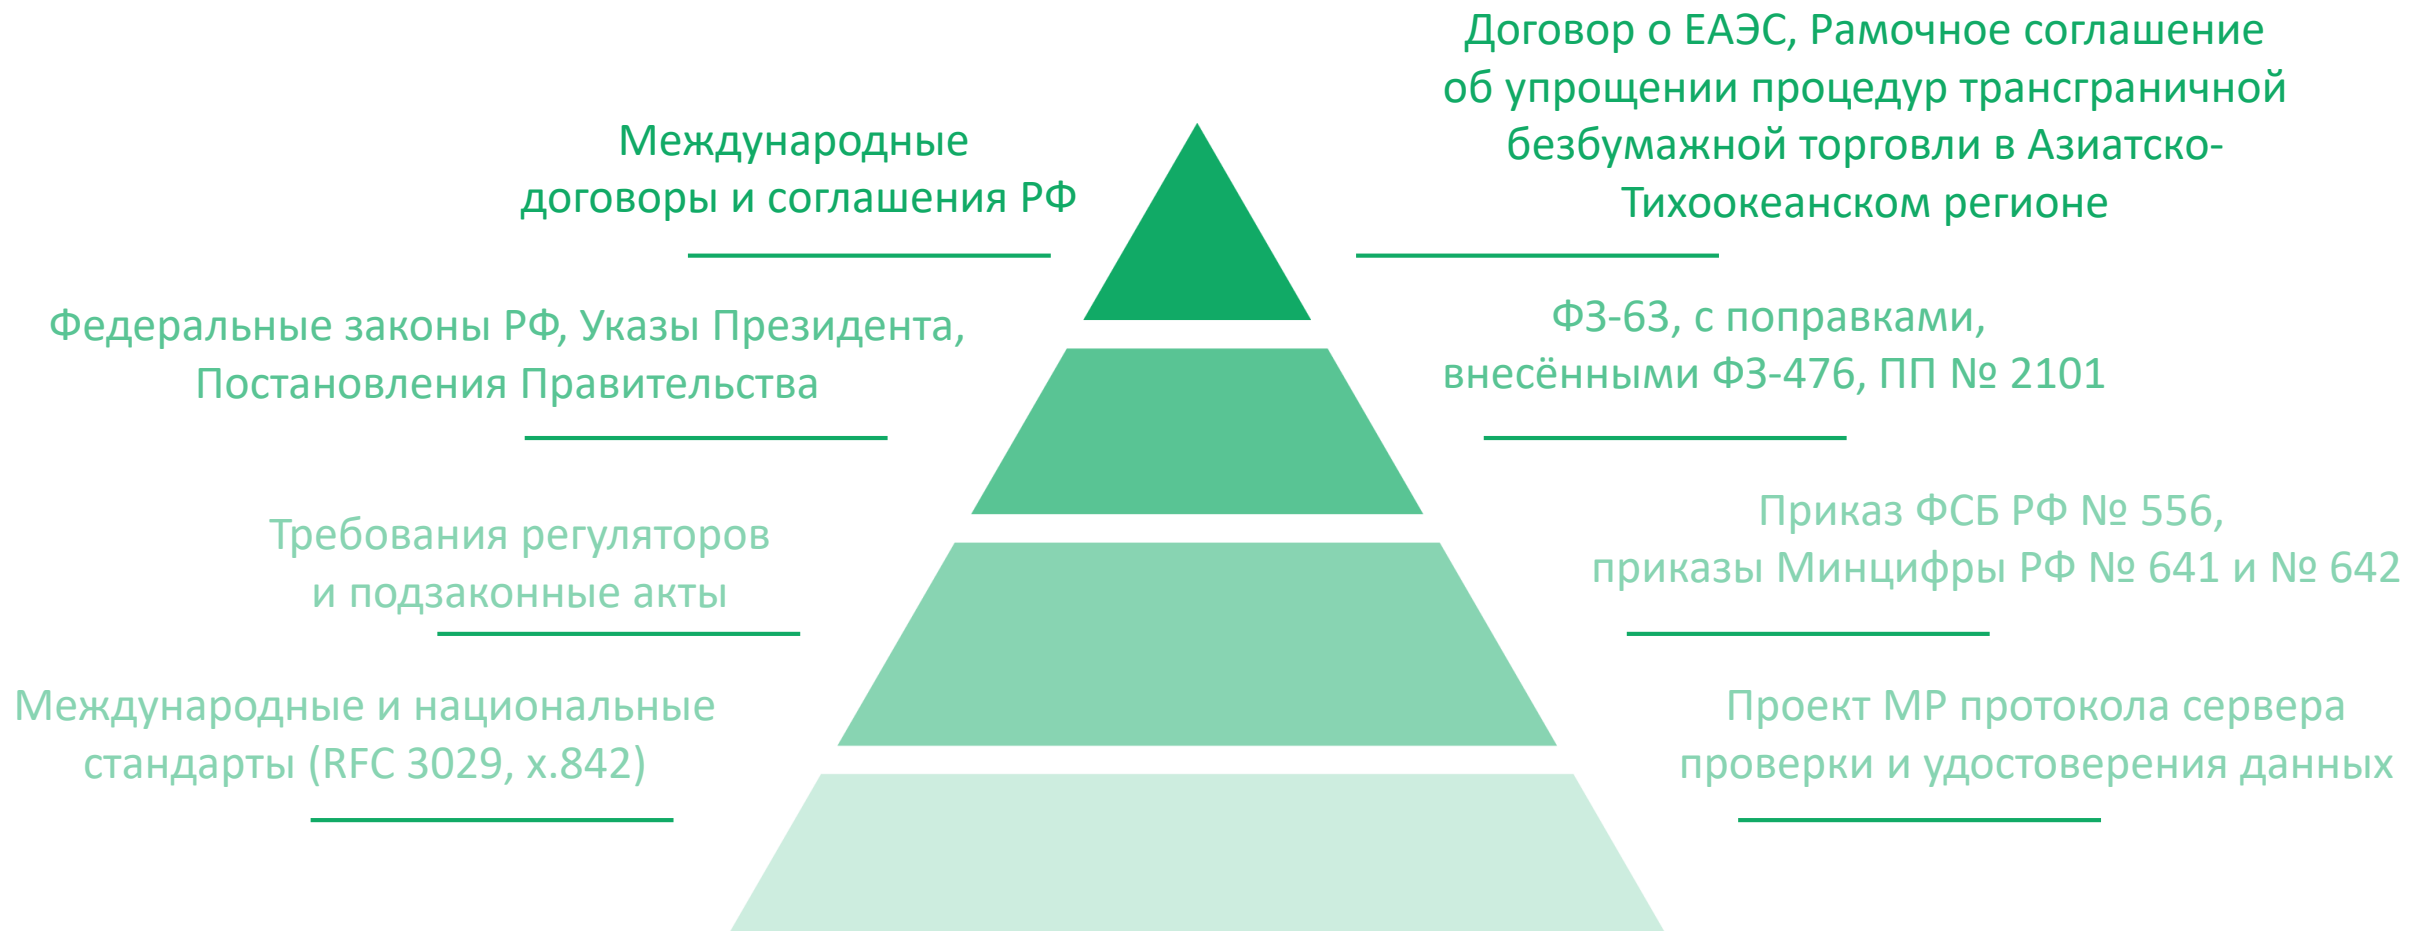 Международные
договоры и соглашения РФ
Договор о ЕАЭС, Рамочное соглашение
об упрощении процедур трансграничной
безбумажной торговли в Азиатско-
Тихоокеанском регионе
Федеральные законы РФ, Указы Президента,
Постановления Правительства
ФЗ-63, с поправками,
внесёнными ФЗ-476, ПП № 2101
Требования регуляторов
и подзаконные акты
Приказ ФСБ РФ № 556,
приказы Минцифры РФ № 641 и № 642
Международные и национальные
стандарты (RFC 3029, x.842)
Проект МР протокола сервера
проверки и удостоверения данных